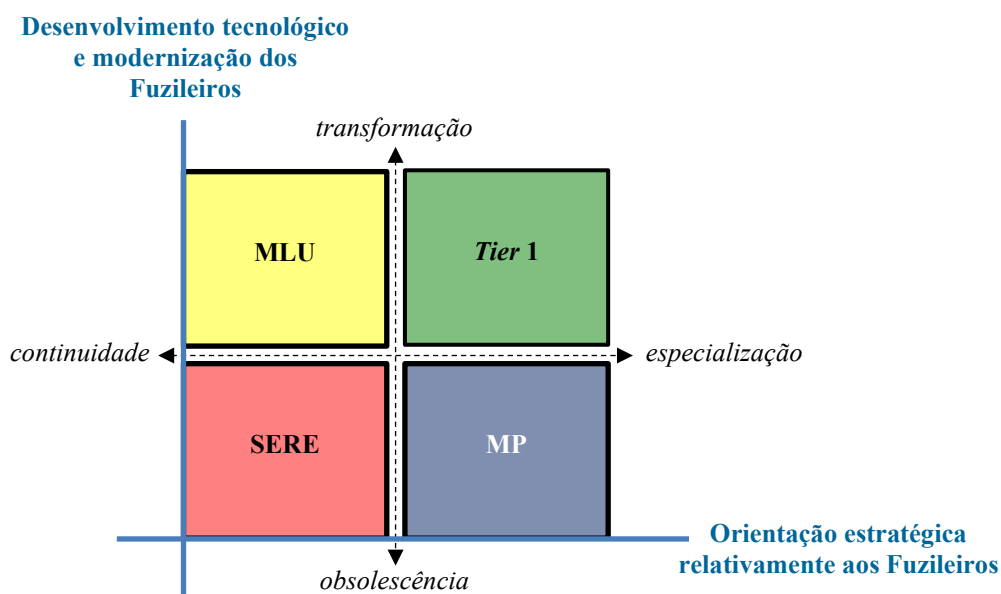 Desenvolvimento tecnológico
e modernização dos
Fuzileiros
transformação
MLU
Tier 1
continuidade
especialização
SERE
MP
Orientação estratégica
relativamente aos Fuzileiros
obsolescência